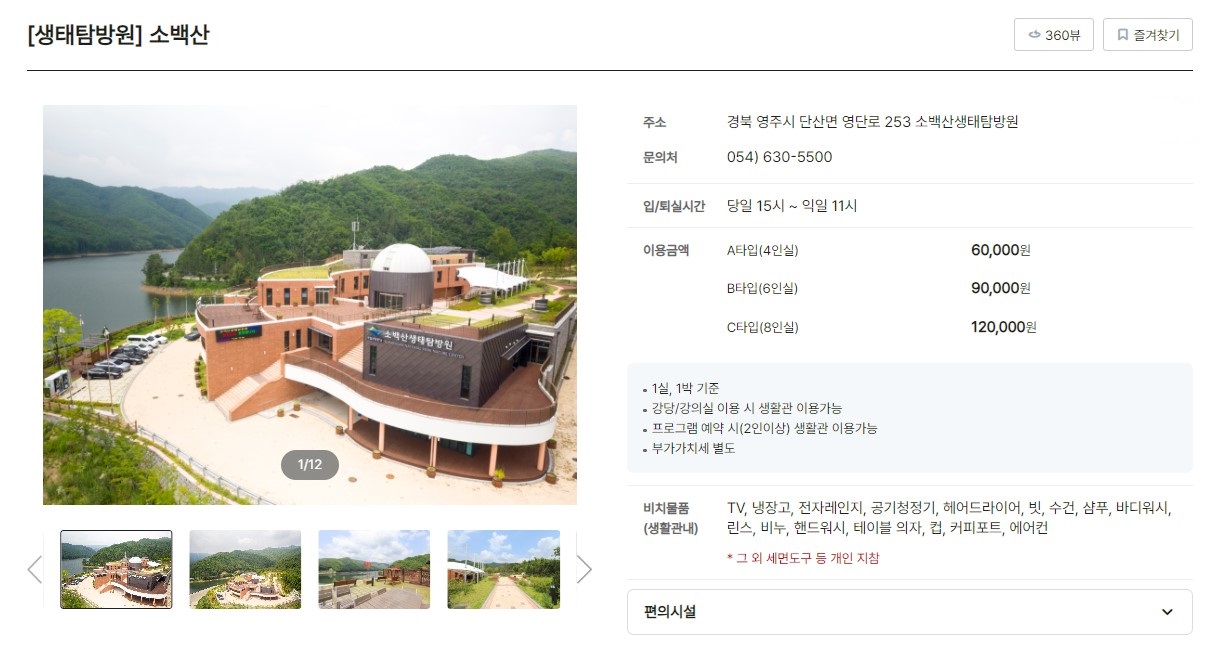 [생태탐방원] 소백산
360뷰
즐겨찾기
소백산생태탐방원
1/12
주소 경북 영주시 단산면 영단로 253 소백산생태탐방원
문의처 054) 630-5500
입/퇴실시간 당일 15시 ~ 익일 11시
이용금액 A타입(4인실) 60,000원
B타입(6인실) 90,000원
C타입(8인실) 120,000원
1실, 1박 기준
강당/강의실 이용 시 생활관 이용가능
프로그램 예약 시(2인이상) 생활관 이용가능
부가가치세 별도
비치물품 TV, 냉장고, 전자레인지, 공기청정기, 헤어드라이어, 빗, 수건, 샴푸, 바디워시,
(생활관내) 린스, 비누, 핸드워시, 테이블 의자, 컵, 커피포트, 에어컨
* 그 외 세면도구 등 개인 지참
편의시설